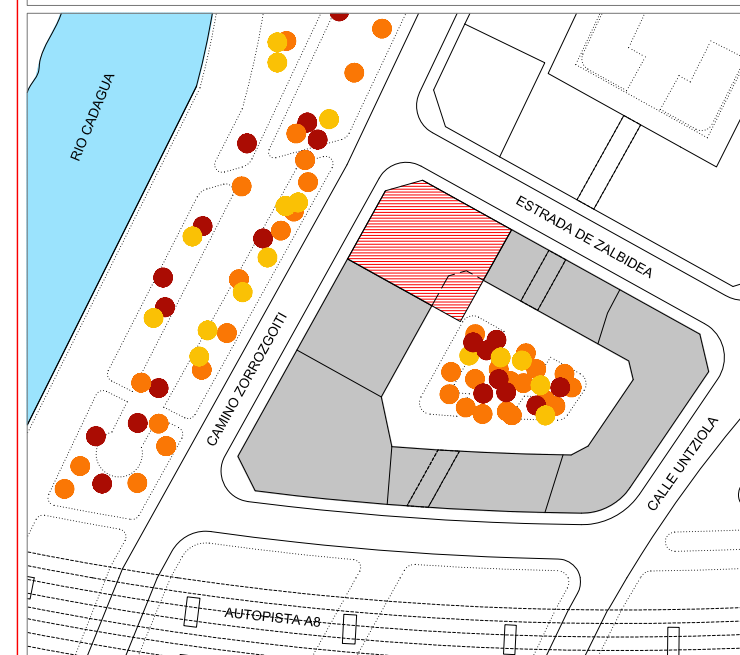 RIO CADAGUA
ESTRADA DE ZALBIDEA
CAMINO ZORROZGOITI
CALLE UNTZIOLA
AUTOPISTA A8